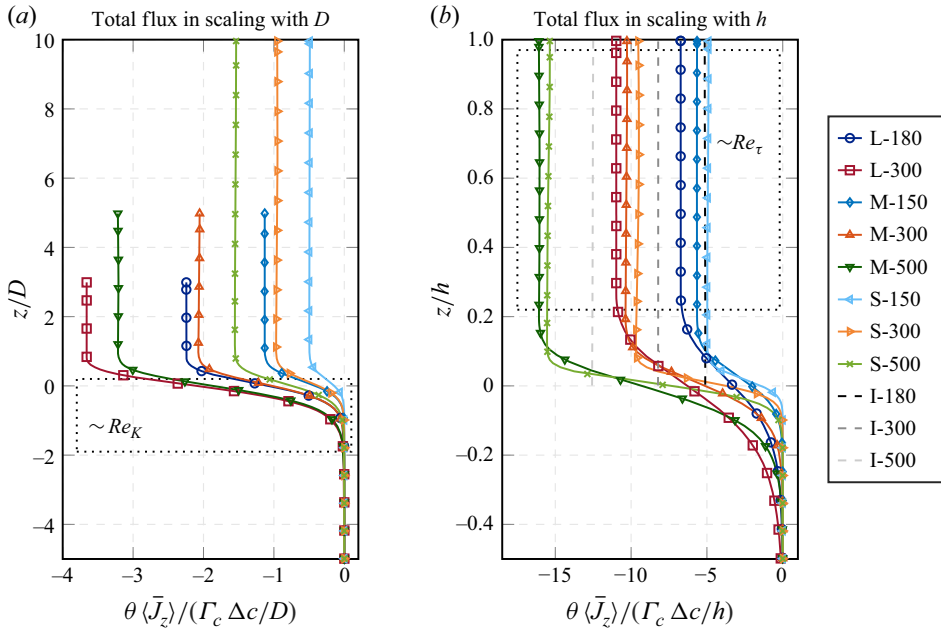 (a) Total flux in scaling with D
10
8
6
4
2
0
−2
−4
z/D
~ Re_K
−4 −3 −2 −1 0
θ ⟨J̄_z⟩/(Γ_c Δc/D)
(b) Total flux in scaling with h
1.0
0.8
0.6
0.4
0.2
0
−0.2
−0.4
z/h
~Re_τ
−15 −10 −5 0
θ ⟨J̄_z⟩/(Γ_c Δc/h)
L-180
L-300
M-150
M-300
M-500
S-150
S-300
S-500
I-180
I-300
I-500